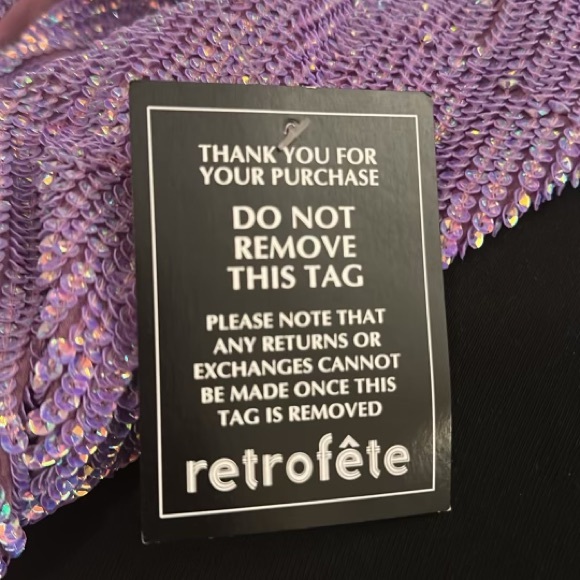 THANK YOU FOR
YOUR PURCHASE
DO NOT
REMOVE
THIS TAG
PLEASE NOTE THAT
ANY RETURNS OR
EXCHANGES CANNOT
BE MADE ONCE THIS
TAG IS REMOVED
retrofête